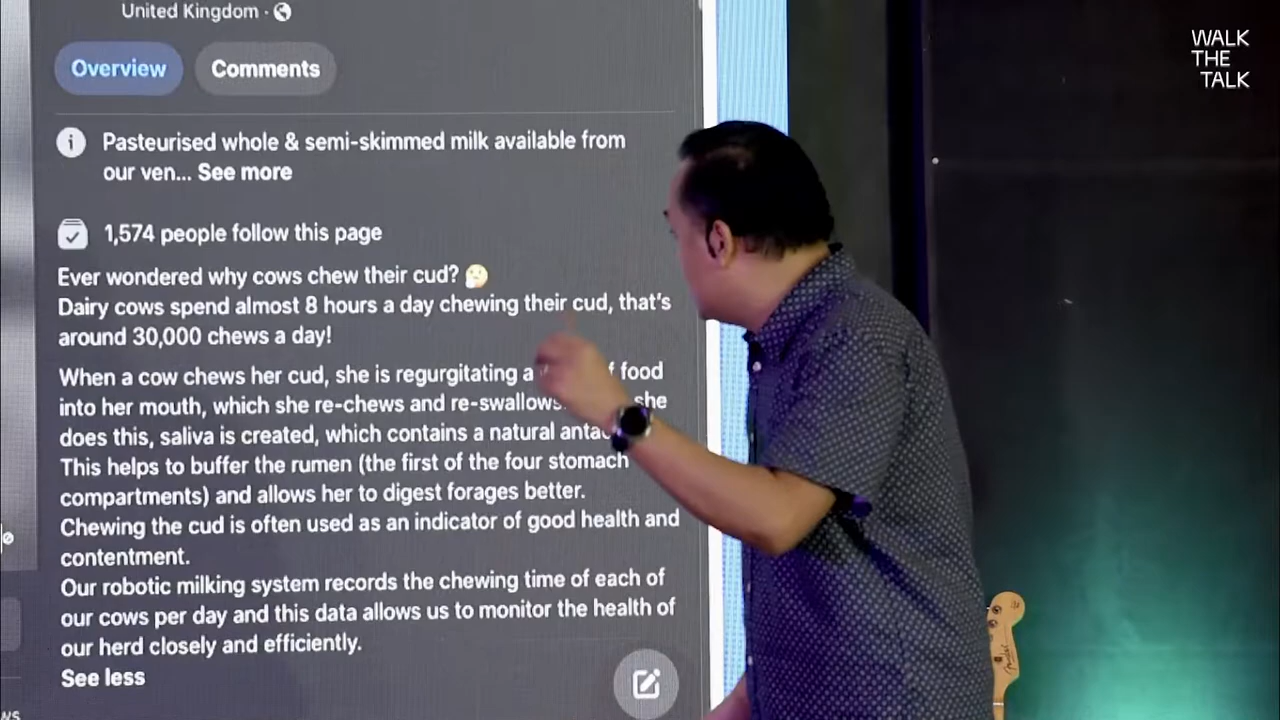 United Kingdom ·
Overview
Comments
Pasteurised whole & semi-skimmed milk available from
our ven... See more
1,574 people follow this page
Ever wondered why cows chew their cud? 🤔
Dairy cows spend almost 8 hours a day chewing their cud, that's
around 30,000 chews a day!
When a cow chews her cud, she is regurgitating a food
into her mouth, which she re-chews and re-swallows she
does this, saliva is created, which contains a natural
This helps to buffer the rumen (the first of the four stomach
compartments) and allows her to digest forages better.
Chewing the cud is often used as an indicator of good health and
contentment.
Our robotic milking system records the chewing time of each of
our cows per day and this data allows us to monitor the health of
our herd closely and efficiently.
See less
WALK
THE
TALK
Fender